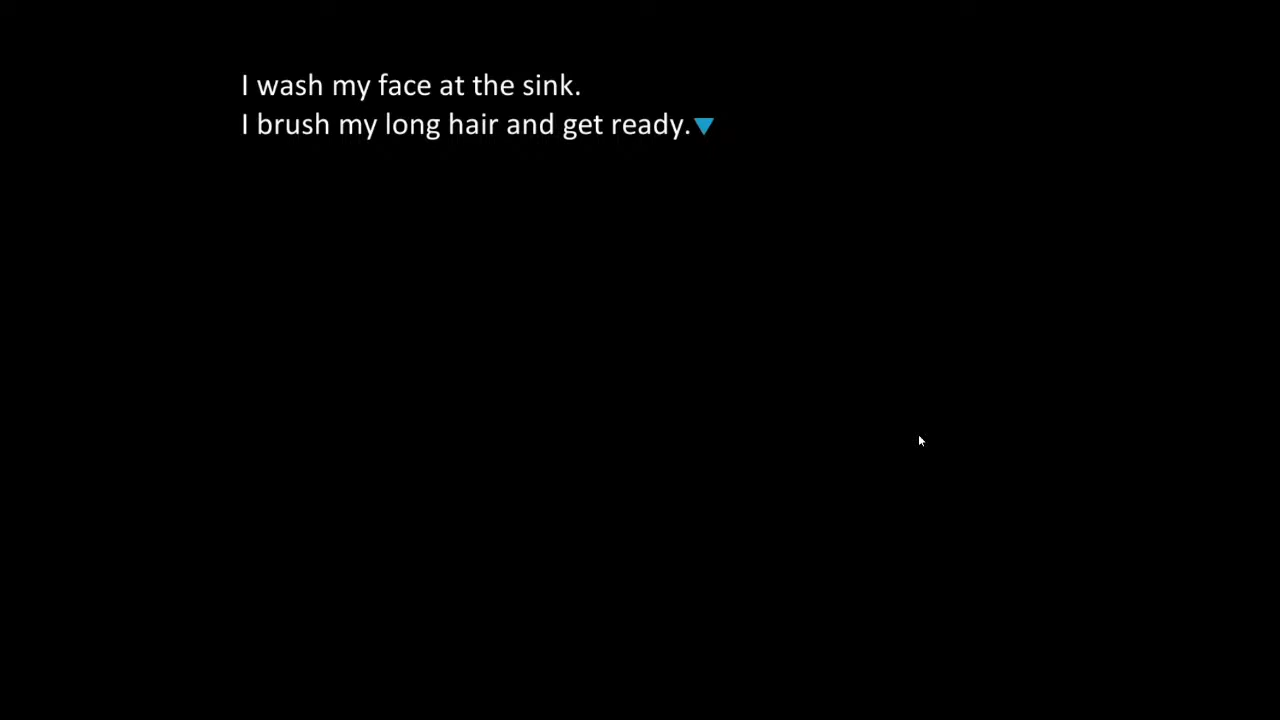 I wash my face at the sink.
I brush my long hair and get ready.